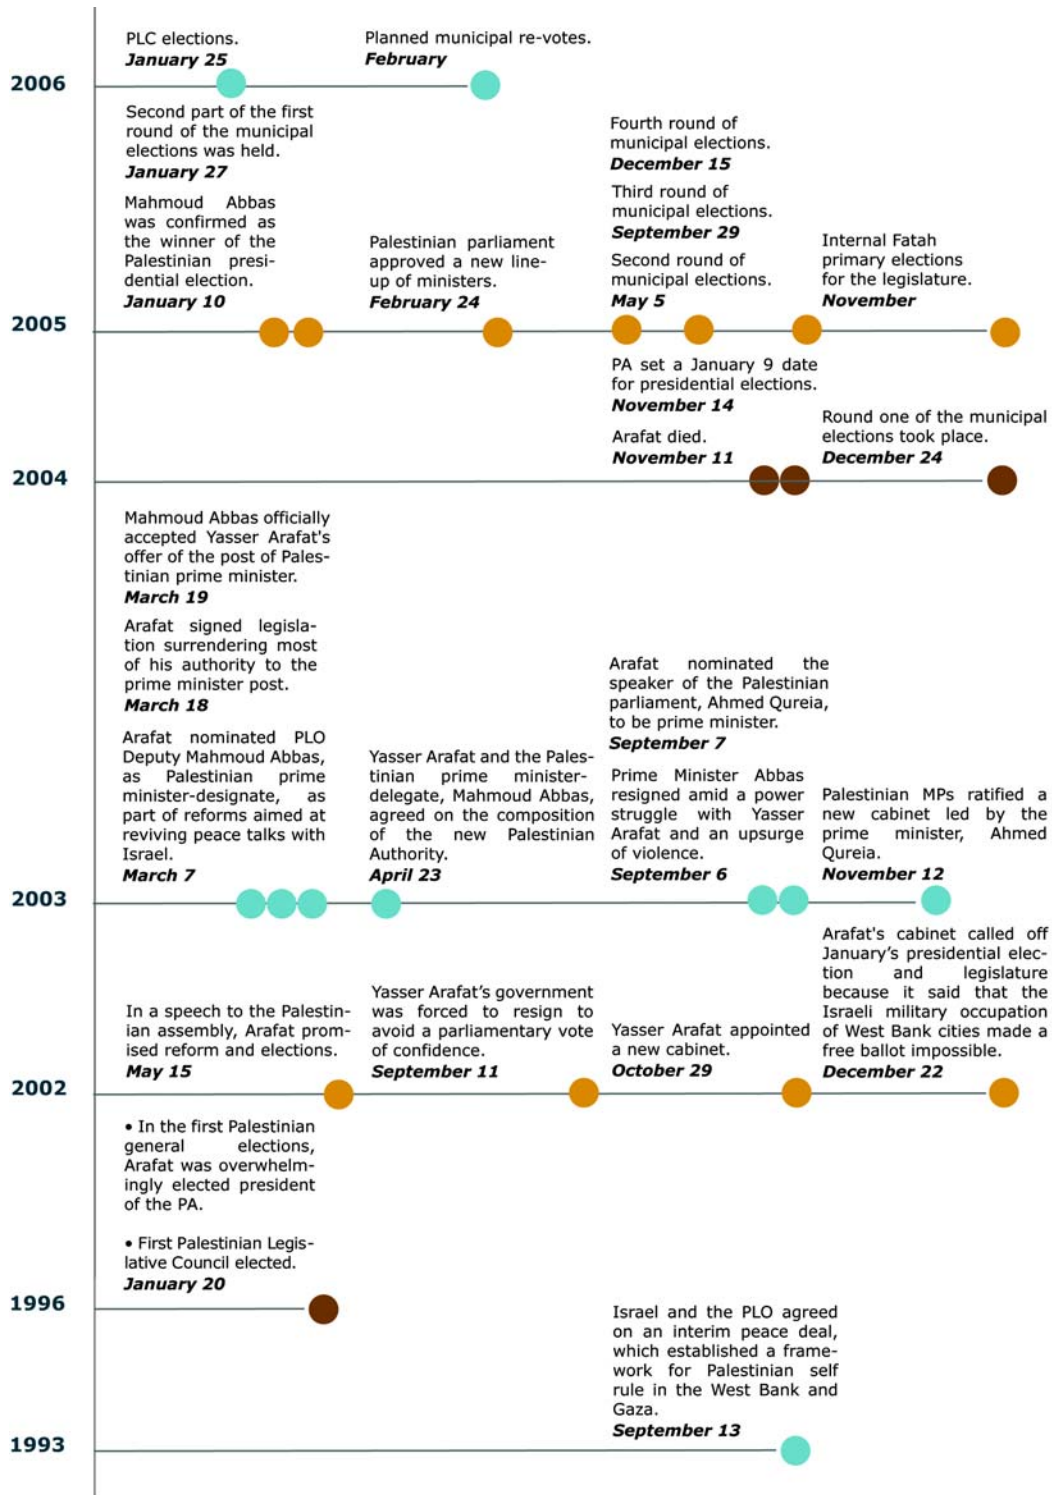 PLC elections.
January 25
Planned municipal re-votes.
February
2006
Second part of the first
round of the municipal
elections was held.
January 27
Mahmoud Abbas
was confirmed as
the winner of the
Palestinian presi-
dential election.
January 10
Palestinian parliament
approved a new line-
up of ministers.
February 24
Fourth round of
municipal elections.
December 15
Third round of
municipal elections.
September 29
Second round of
municipal elections.
May 5
Internal Fatah
primary elections
for the legislature.
November
2005
PA set a January 9 date
for presidential elections.
November 14
Arafat died.
November 11
Round one of the municipal
elections took place.
December 24
2004
Mahmoud Abbas officially
accepted Yasser Arafat's
offer of the post of Pales-
tinian prime minister.
March 19
Arafat signed legisla-
tion surrendering most
of his authority to the
prime minister post.
March 18
Arafat nominated PLO
Deputy Mahmoud Abbas,
as Palestinian prime
minister-designate, as
part of reforms aimed at
reviving peace talks with
Israel.
March 7
Yasser Arafat and the Pales-
tinian prime minister-
delegate, Mahmoud Abbas,
agreed on the composition
of the new Palestinian
Authority.
April 23
Arafat nominated the
speaker of the Palestinian
parliament, Ahmed Qureia,
to be prime minister.
September 7
Prime Minister Abbas
resigned amid a power
struggle with Yasser
Arafat and an upsurge
of violence.
September 6
Palestinian MPs ratified a
new cabinet led by the
prime minister, Ahmed
Qureia.
November 12
2003
In a speech to the Palestin-
ian assembly, Arafat prom-
ised reform and elections.
May 15
Yasser Arafat’s government
was forced to resign to
avoid a parliamentary vote
of confidence.
September 11
Yasser Arafat appointed
a new cabinet.
October 29
Arafat's cabinet called off
January’s presidential elec-
tion and legislature
because it said that the
Israeli military occupation
of West Bank cities made a
free ballot impossible.
December 22
2002
• In the first Palestinian
general elections,
Arafat was overwhelm-
ingly elected president
of the PA.
• First Palestinian Legis-
lative Council elected.
January 20
1996
Israel and the PLO agreed
on an interim peace deal,
which established a frame-
work for Palestinian self
rule in the West Bank and
Gaza.
September 13
1993